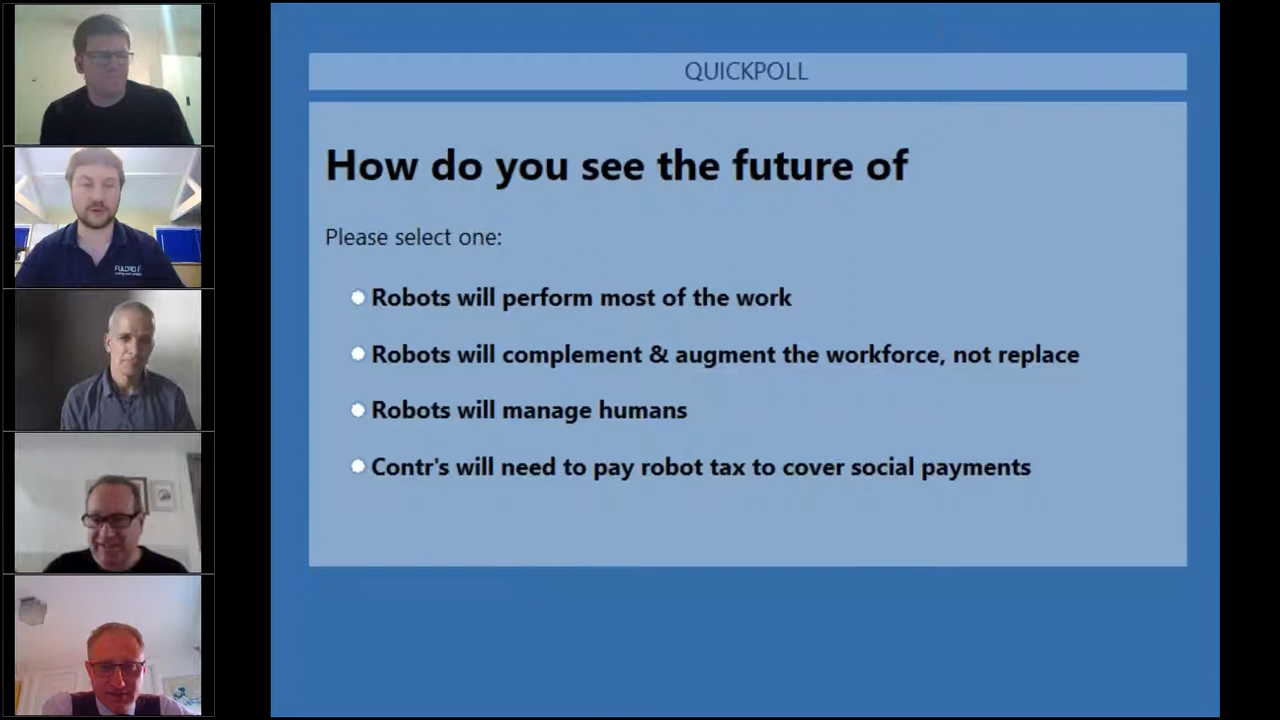 QUICKPOLL
How do you see the future of
Please select one:
Robots will perform most of the work
Robots will complement & augment the workforce, not replace
Robots will manage humans
Contr's will need to pay robot tax to cover social payments
FULCRO